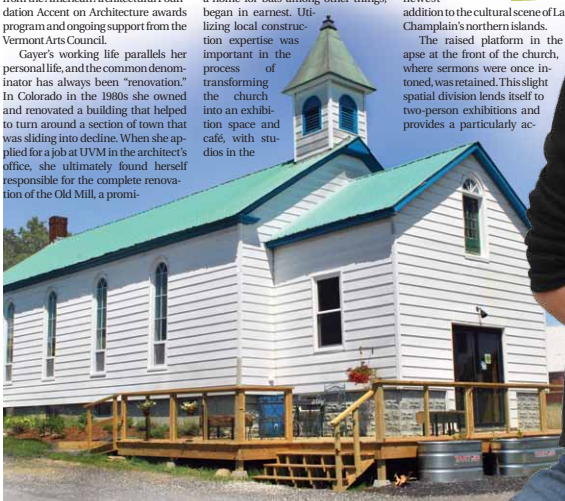 from the American Architectural Foun-
dation Accent on Architecture awards
program and ongoing support from the
Vermont Arts Council.
Gayer's working life parallels her
personal life, and the common denom-
inator has always been “renovation.”
In Colorado in the 1980s she owned
and renovated a building that helped
to turn around a section of town that
was sliding into decline. When she ap-
plied for a job at UVM in the architect's
office, she ultimately found herself
responsible for the complete renova-
tion of the Old Mill, a promi-
a home for bats among other things,
began in earnest. Uti-
lizing local construc-
tion expertise was
important in the
process of
transforming
the church
into an exhibi-
tion space and
café, with stu-
dios in the
newest
addition to the cultural scene of La
Champlain's northern islands.
The raised platform in the
apse at the front of the church,
where sermons were once in-
toned, was retained. This slight
spatial division lends itself to
two-person exhibitions and
provides a particularly ac-